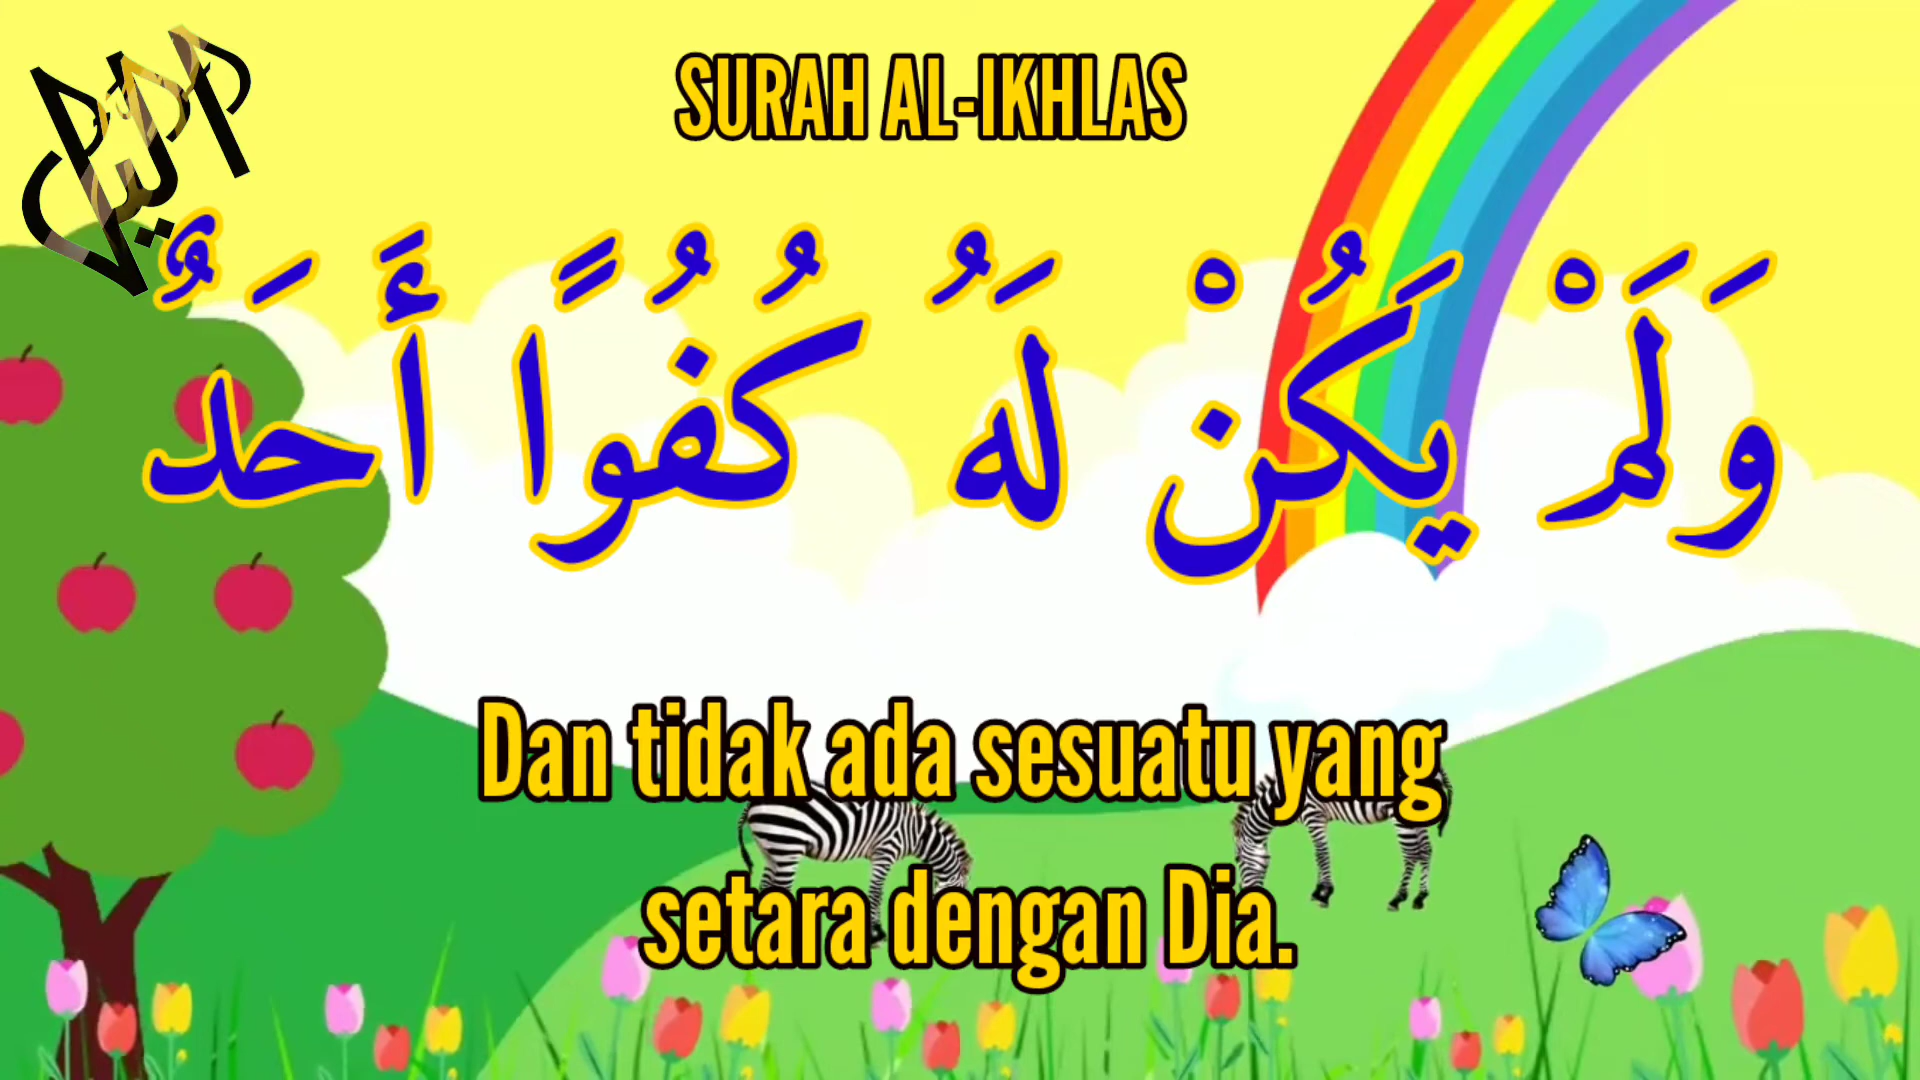 SURAH AL-IKHLAS
وَلَمْ يَكُنْ لَهُ كُفُوًا أَحَدٌ
Dan tidak ada sesuatu yang
setara dengan Dia.